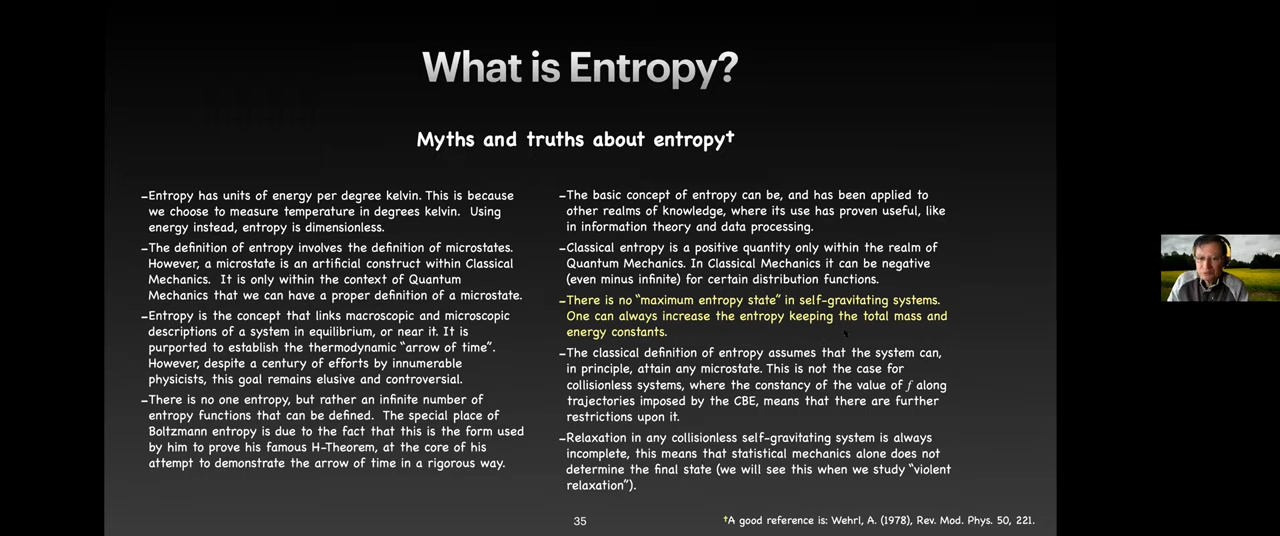 What is Entropy?
Myths and truths about entropy†
–Entropy has units of energy per degree kelvin. This is because
we choose to measure temperature in degrees kelvin. Using
energy instead, entropy is dimensionless.
–The definition of entropy involves the definition of microstates.
However, a microstate is an artificial construct within Classical
Mechanics. It is only within the context of Quantum
Mechanics that we can have a proper definition of a microstate.
–Entropy is the concept that links macroscopic and microscopic
descriptions of a system in equilibrium, or near it. It is
purported to establish the thermodynamic “arrow of time”.
However, despite a century of efforts by innumerable
physicists, this goal remains elusive and controversial.
–There is no one entropy, but rather an infinite number of
entropy functions that can be defined. The special place of
Boltzmann entropy is due to the fact that this is the form used
by him to prove his famous H-Theorem, at the core of his
attempt to demonstrate the arrow of time in a rigorous way.
–The basic concept of entropy can be, and has been applied to
other realms of knowledge, where its use has proven useful, like
in information theory and data processing.
–Classical entropy is a positive quantity only within the realm of
Quantum Mechanics. In Classical Mechanics it can be negative
(even minus infinite) for certain distribution functions.
–There is no “maximum entropy state” in self-gravitating systems.
One can always increase the entropy keeping the total mass and
energy constants.
–The classical definition of entropy assumes that the system can,
in principle, attain any microstate. This is not the case for
collisionless systems, where the constancy of the value of f along
trajectories imposed by the CBE, means that there are further
restrictions upon it.
–Relaxation in any collisionless self-gravitating system is always
incomplete, this means that statistical mechanics alone does not
determine the final state (we will see this when we study “violent
relaxation”).
35
†A good reference is: Wehrl, A. (1978), Rev. Mod. Phys. 50, 221.